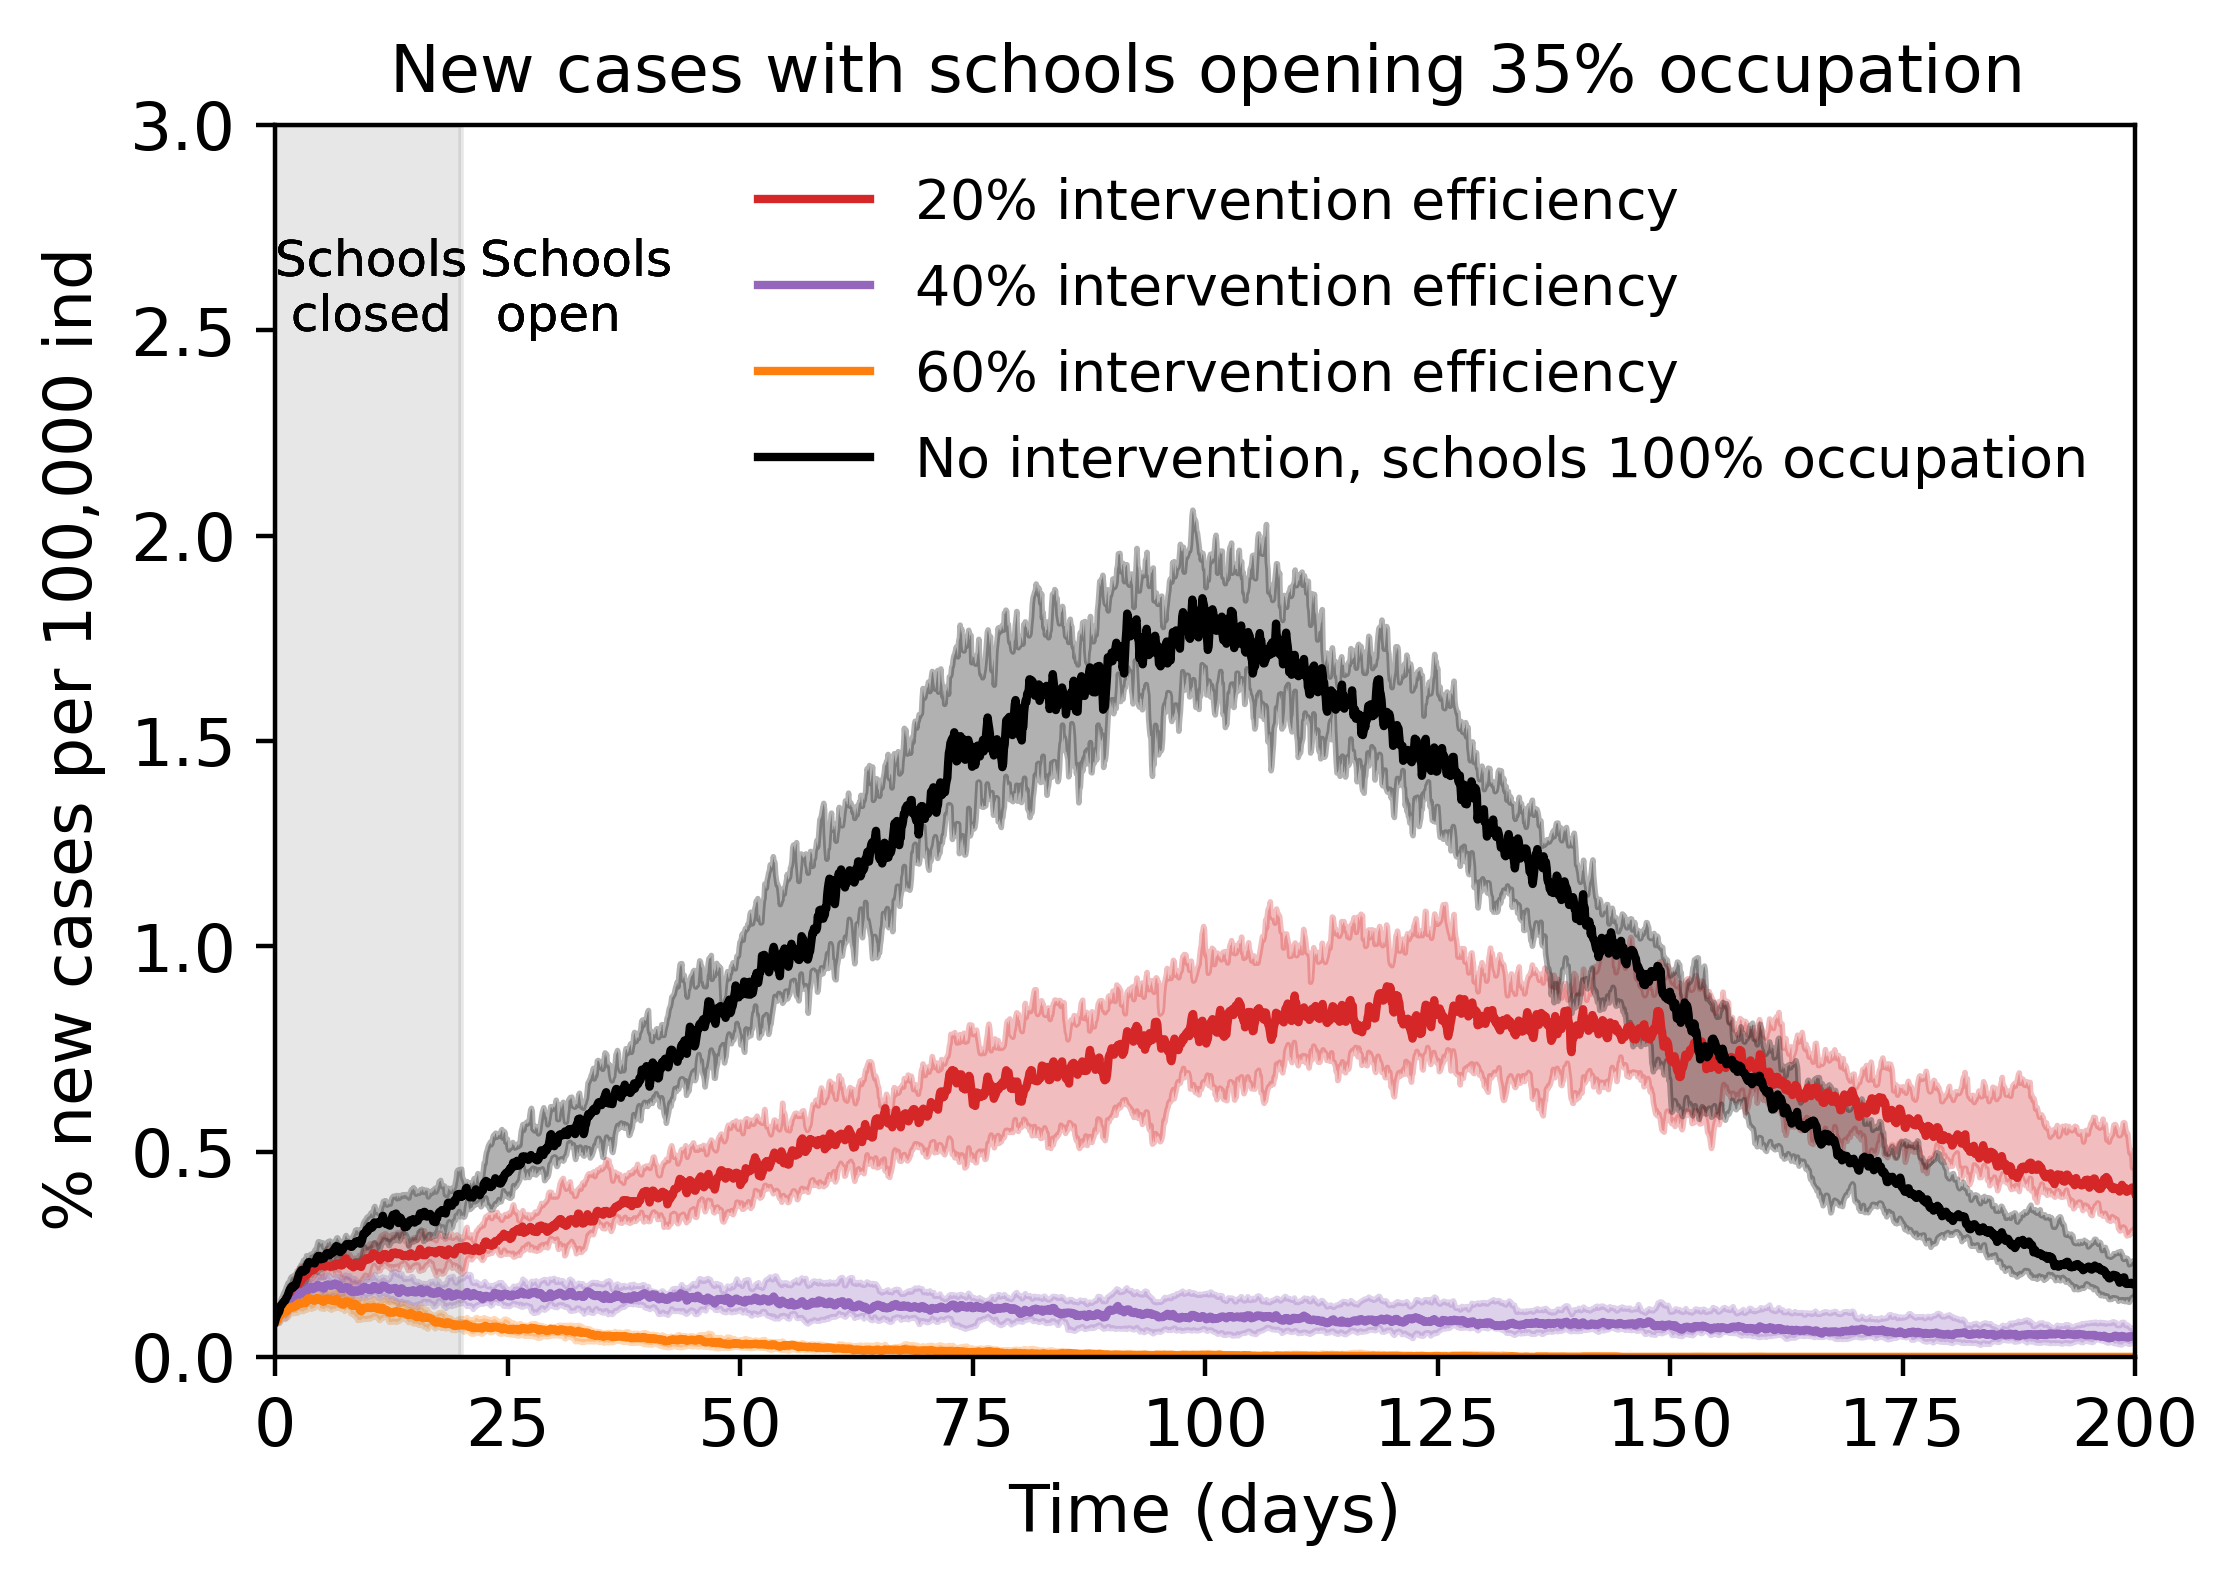 New cases with schools opening 35% occupation
% new cases per 100,000 ind
3.0
2.5
2.0
1.5
1.0
0.5
0.0
Schools
closed
Schools
open
20% intervention efficiency
40% intervention efficiency
60% intervention efficiency
No intervention, schools 100% occupation
0 25 50 75 100 125 150 175 200
Time (days)